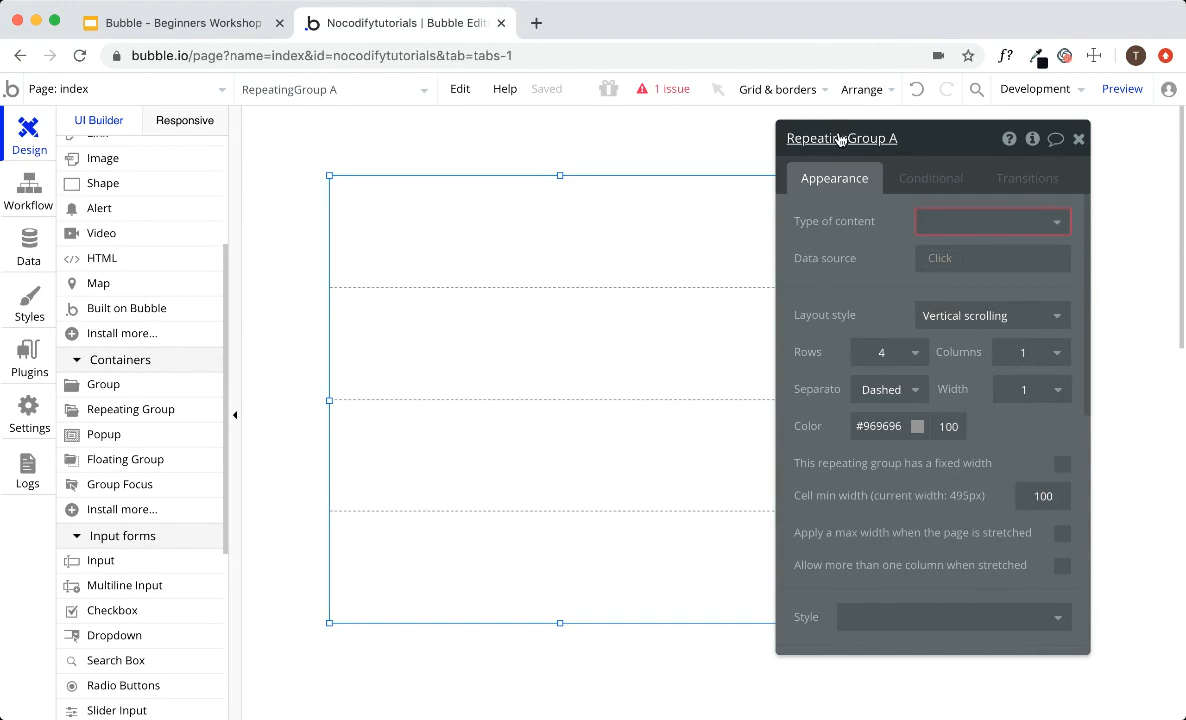 Bubble - Beginners Workshop
Nocodifytutorials | Bubble Edit
bubble.io/page?name=index&id=nocodifytutorials&tab=tabs-1
f?
T
b
Page: index
RepeatingGroup A
Edit
Help
Saved
1 issue
Grid & borders
Arrange
Development
Preview
UI Builder
Responsive
Design
Workflow
Data
Styles
Plugins
Settings
Logs
Link
Image
Shape
Alert
Video
HTML
Map
Built on Bubble
Install more...
Containers
Group
Repeating Group
Popup
Floating Group
Group Focus
Install more...
Input forms
Input
Multiline Input
Checkbox
Dropdown
Search Box
Radio Buttons
Slider Input
RepeatingGroup A
Appearance
Conditional
Transitions
Type of content
Data source
Click
Layout style
Vertical scrolling
Rows
4
Columns
1
Separato
Dashed
Width
1
Color
#969696
100
This repeating group has a fixed width
Cell min width (current width: 495px)
100
Apply a max width when the page is stretched
Allow more than one column when stretched
Style